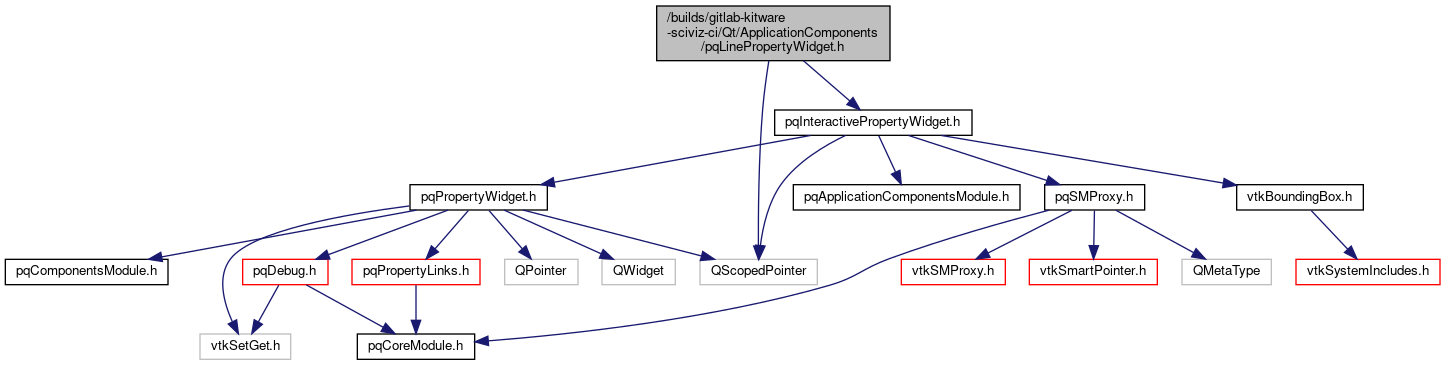 /builds/gitlab-kitware
-sciviz-ci/Qt/ApplicationComponents
/pqLinePropertyWidget.h
pqInteractivePropertyWidget.h
pqPropertyWidget.h
pqApplicationComponentsModule.h
pqSMProxy.h
vtkBoundingBox.h
pqComponentsModule.h
pqDebug.h
pqPropertyLinks.h
QPointer
QWidget
QScopedPointer
vtkSMProxy.h
vtkSmartPointer.h
QMetaType
vtkSystemIncludes.h
vtkSetGet.h
pqCoreModule.h